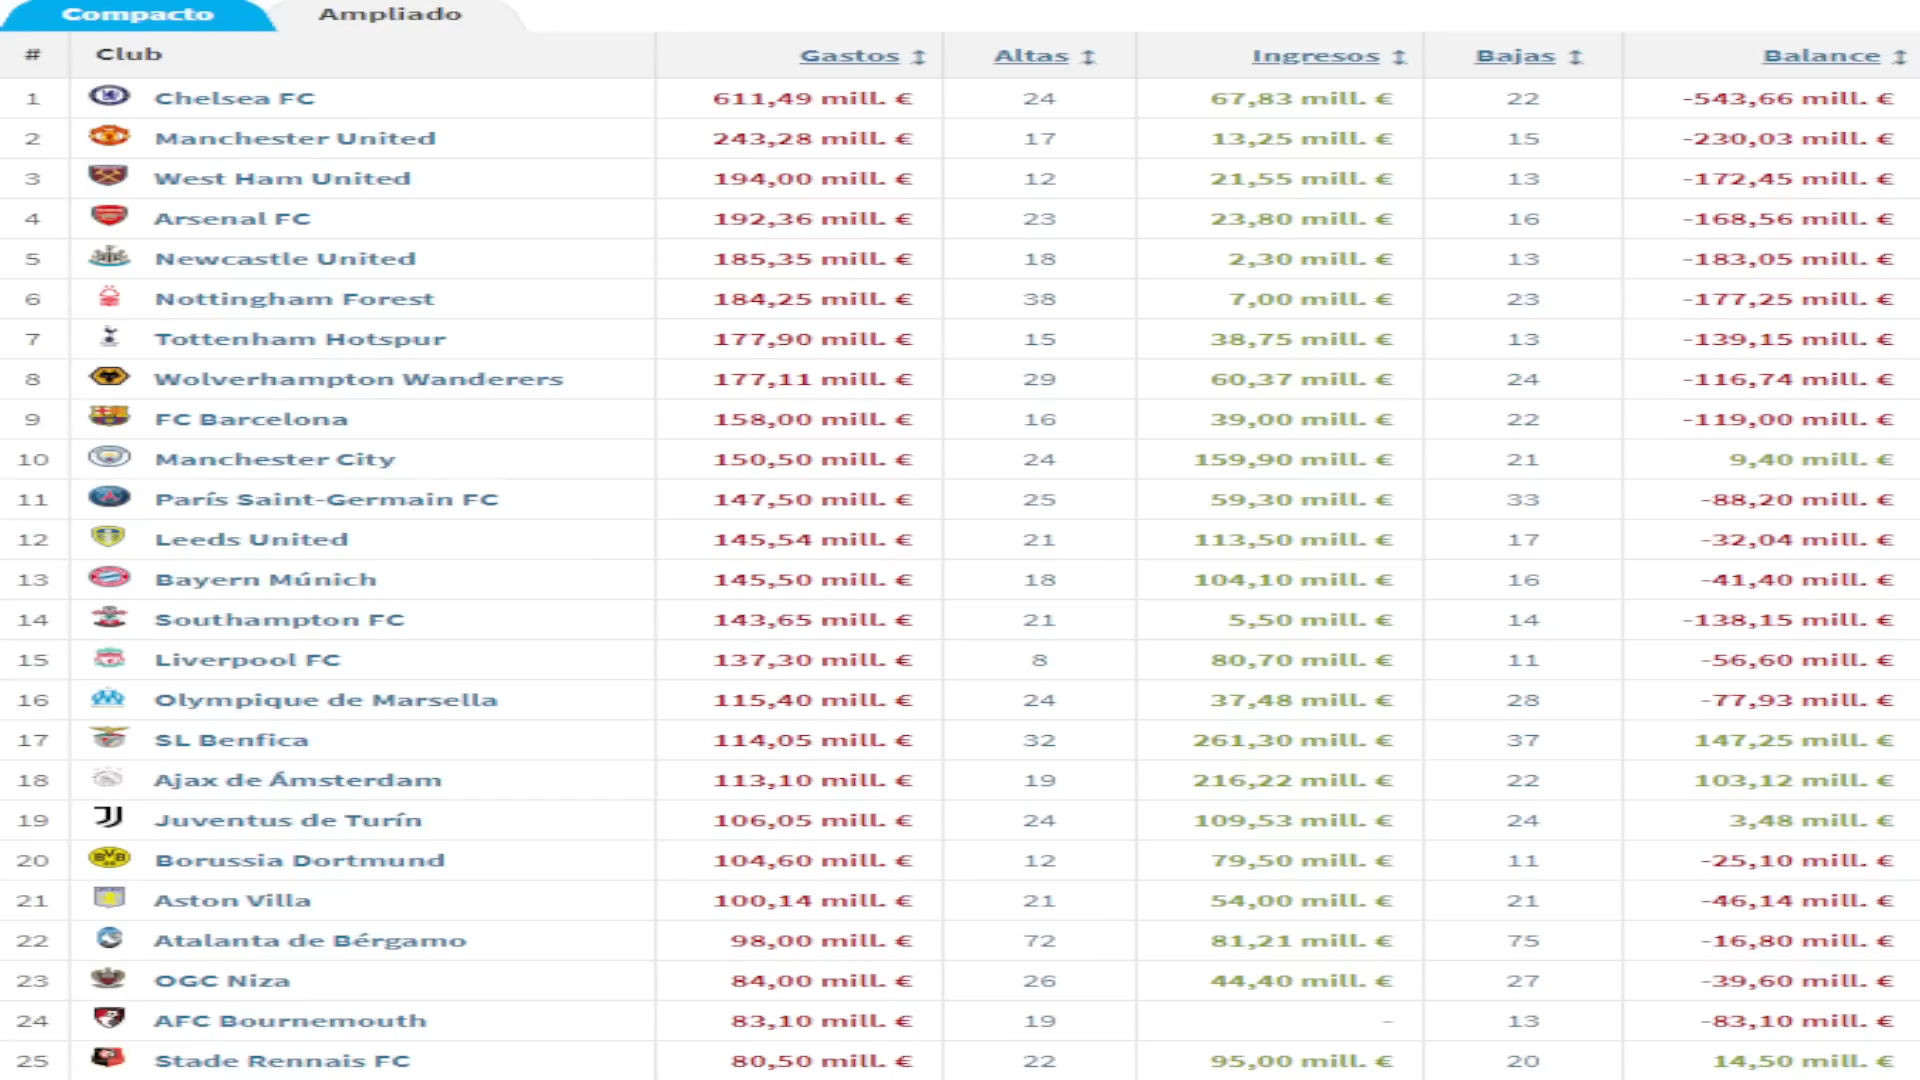 Compacto Ampliado
# Club Gastos Altas Ingresos Bajas Balance
1 Chelsea FC 611,49 mill. € 24 67,83 mill. € 22 -543,66 mill. €
2 Manchester United 243,28 mill. € 17 13,25 mill. € 15 -230,03 mill. €
3 West Ham United 194,00 mill. € 12 21,55 mill. € 13 -172,45 mill. €
4 Arsenal FC 192,36 mill. € 23 23,80 mill. € 16 -168,56 mill. €
5 Newcastle United 185,35 mill. € 18 2,30 mill. € 13 -183,05 mill. €
6 Nottingham Forest 184,25 mill. € 38 7,00 mill. € 23 -177,25 mill. €
7 Tottenham Hotspur 177,90 mill. € 15 38,75 mill. € 13 -139,15 mill. €
8 Wolverhampton Wanderers 177,11 mill. € 29 60,37 mill. € 24 -116,74 mill. €
9 FC Barcelona 158,00 mill. € 16 39,00 mill. € 22 -119,00 mill. €
10 Manchester City 150,50 mill. € 24 159,90 mill. € 21 9,40 mill. €
11 París Saint-Germain FC 147,50 mill. € 25 59,30 mill. € 33 -88,20 mill. €
12 Leeds United 145,54 mill. € 21 113,50 mill. € 17 -32,04 mill. €
13 Bayern Múnich 145,50 mill. € 18 104,10 mill. € 16 -41,40 mill. €
14 Southampton FC 143,65 mill. € 21 5,50 mill. € 14 -138,15 mill. €
15 Liverpool FC 137,30 mill. € 8 80,70 mill. € 11 -56,60 mill. €
16 Olympique de Marsella 115,40 mill. € 24 37,48 mill. € 28 -77,93 mill. €
17 SL Benfica 114,05 mill. € 32 261,30 mill. € 37 147,25 mill. €
18 Ajax de Ámsterdam 113,10 mill. € 19 216,22 mill. € 22 103,12 mill. €
19 Juventus de Turín 106,05 mill. € 24 109,53 mill. € 24 3,48 mill. €
20 Borussia Dortmund 104,60 mill. € 12 79,50 mill. € 11 -25,10 mill. €
21 Aston Villa 100,14 mill. € 21 54,00 mill. € 21 -46,14 mill. €
22 Atalanta de Bérgamo 98,00 mill. € 72 81,21 mill. € 75 -16,80 mill. €
23 OGC Niza 84,00 mill. € 26 44,40 mill. € 27 -39,60 mill. €
24 AFC Bournemouth 83,10 mill. € 19 - 13 -83,10 mill. €
25 Stade Rennais FC 80,50 mill. € 22 95,00 mill. € 20 14,50 mill. €